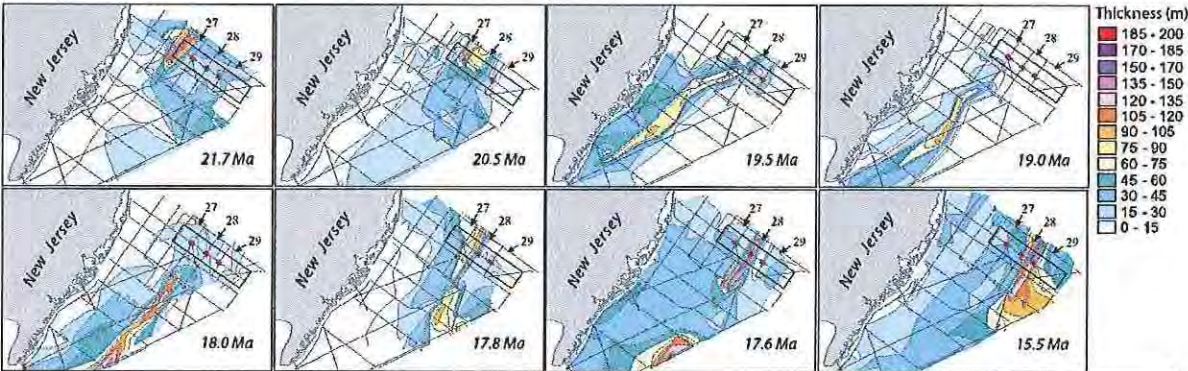 New Jersey
27
28
29
21.7 Ma
New Jersey
27
28
29
20.5 Ma
New Jersey
27
28
29
19.5 Ma
New Jersey
27
28
29
19.0 Ma
New Jersey
27
28
29
18.0 Ma
New Jersey
27
28
29
17.8 Ma
New Jersey
27
28
29
17.6 Ma
New Jersey
27
28
29
15.5 Ma
Thickness (m)
185 - 200
170 - 185
150 - 170
135 - 150
120 - 135
105 - 120
90 - 105
75 - 90
60 - 75
45 - 60
30 - 45
15 - 30
0 - 15